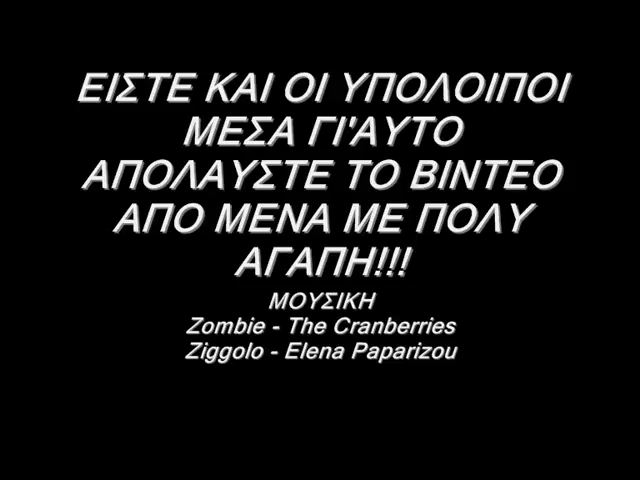 ΕΙΣΤΕ ΚΑΙ ΟΙ ΥΠΟΛΟΙΠΟΙ
ΜΕΣΑ ΓΙ'ΑΥΤΟ
ΑΠΟΛΑΥΣΤΕ ΤΟ ΒΙΝΤΕΟ
ΑΠΟ ΜΕΝΑ ΜΕ ΠΟΛΥ
ΑΓΑΠΗ!!!
ΜΟΥΣΙΚΗ
Zombie - The Cranberries
Ziggolo - Elena Paparizou